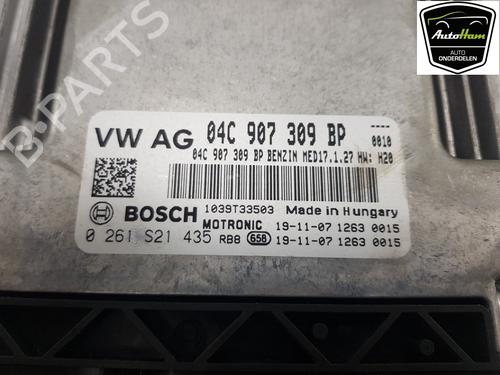 AutoHam
AUTO
ONDERDELEN
B-PARTS
VW AG 04C 907 309 BP ----
0010
04C 907 309 BP BENZIN MED17.1.27 HW: H20
BOSCH 1039T33503 Made in Hungary
MOTRONIC 19-11-07 1263 0015
0 261 S21 435 RB8 658 19-11-07 1263 0015